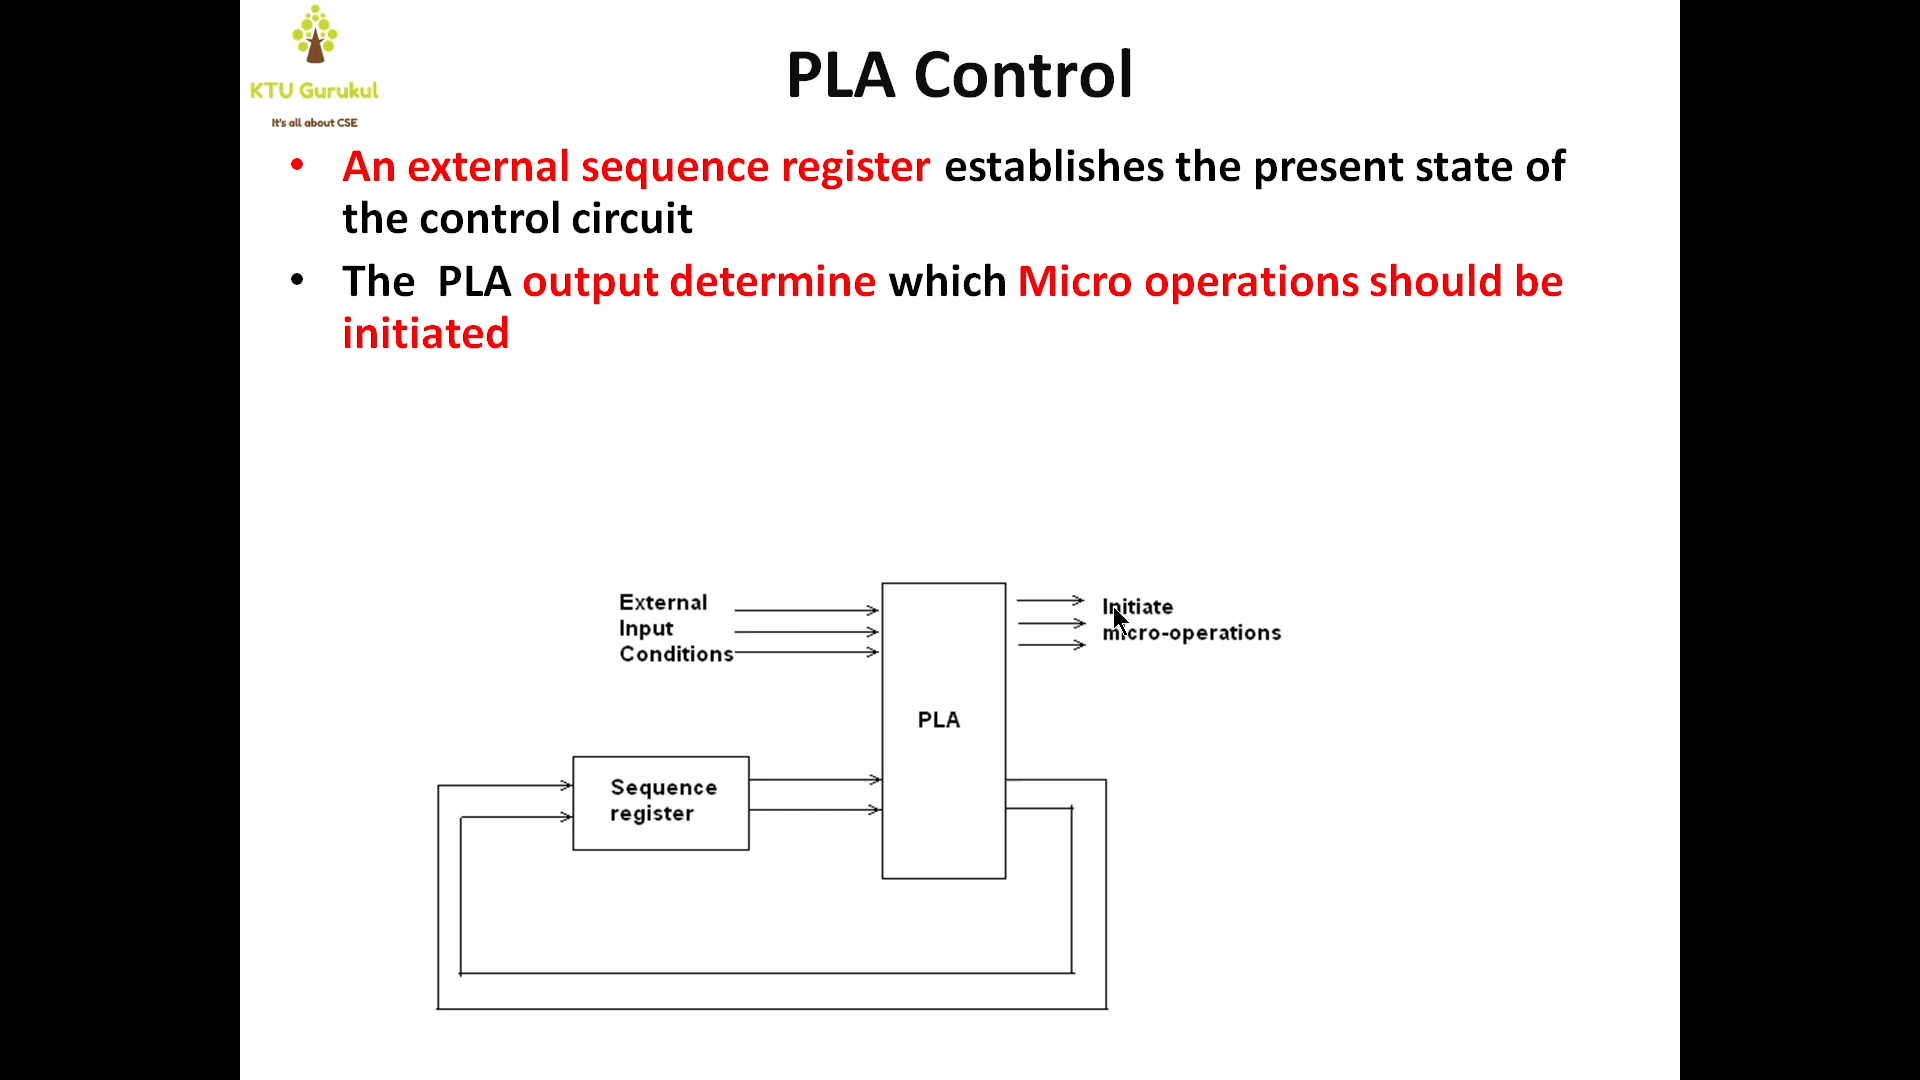 KTU Gurukul
It's all about CSE
PLA Control
• An external sequence register establishes the present state of
the control circuit
• The PLA output determine which Micro operations should be
initiated
External
Input
Conditions
Initiate
micro-operations
PLA
Sequence
register